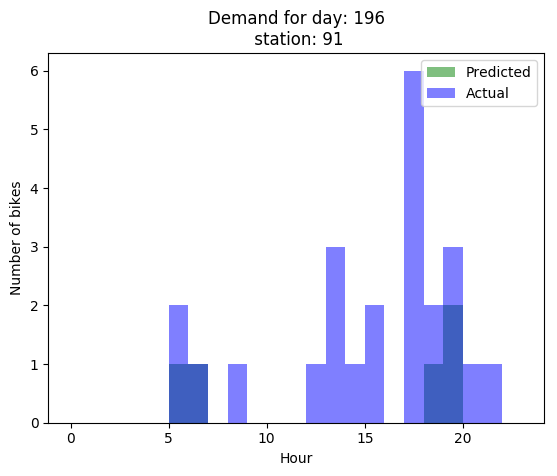 Demand for day: 196
station: 91
Predicted
Actual
Number of bikes
6
5
4
3
2
1
0
0 5 10 15 20
Hour